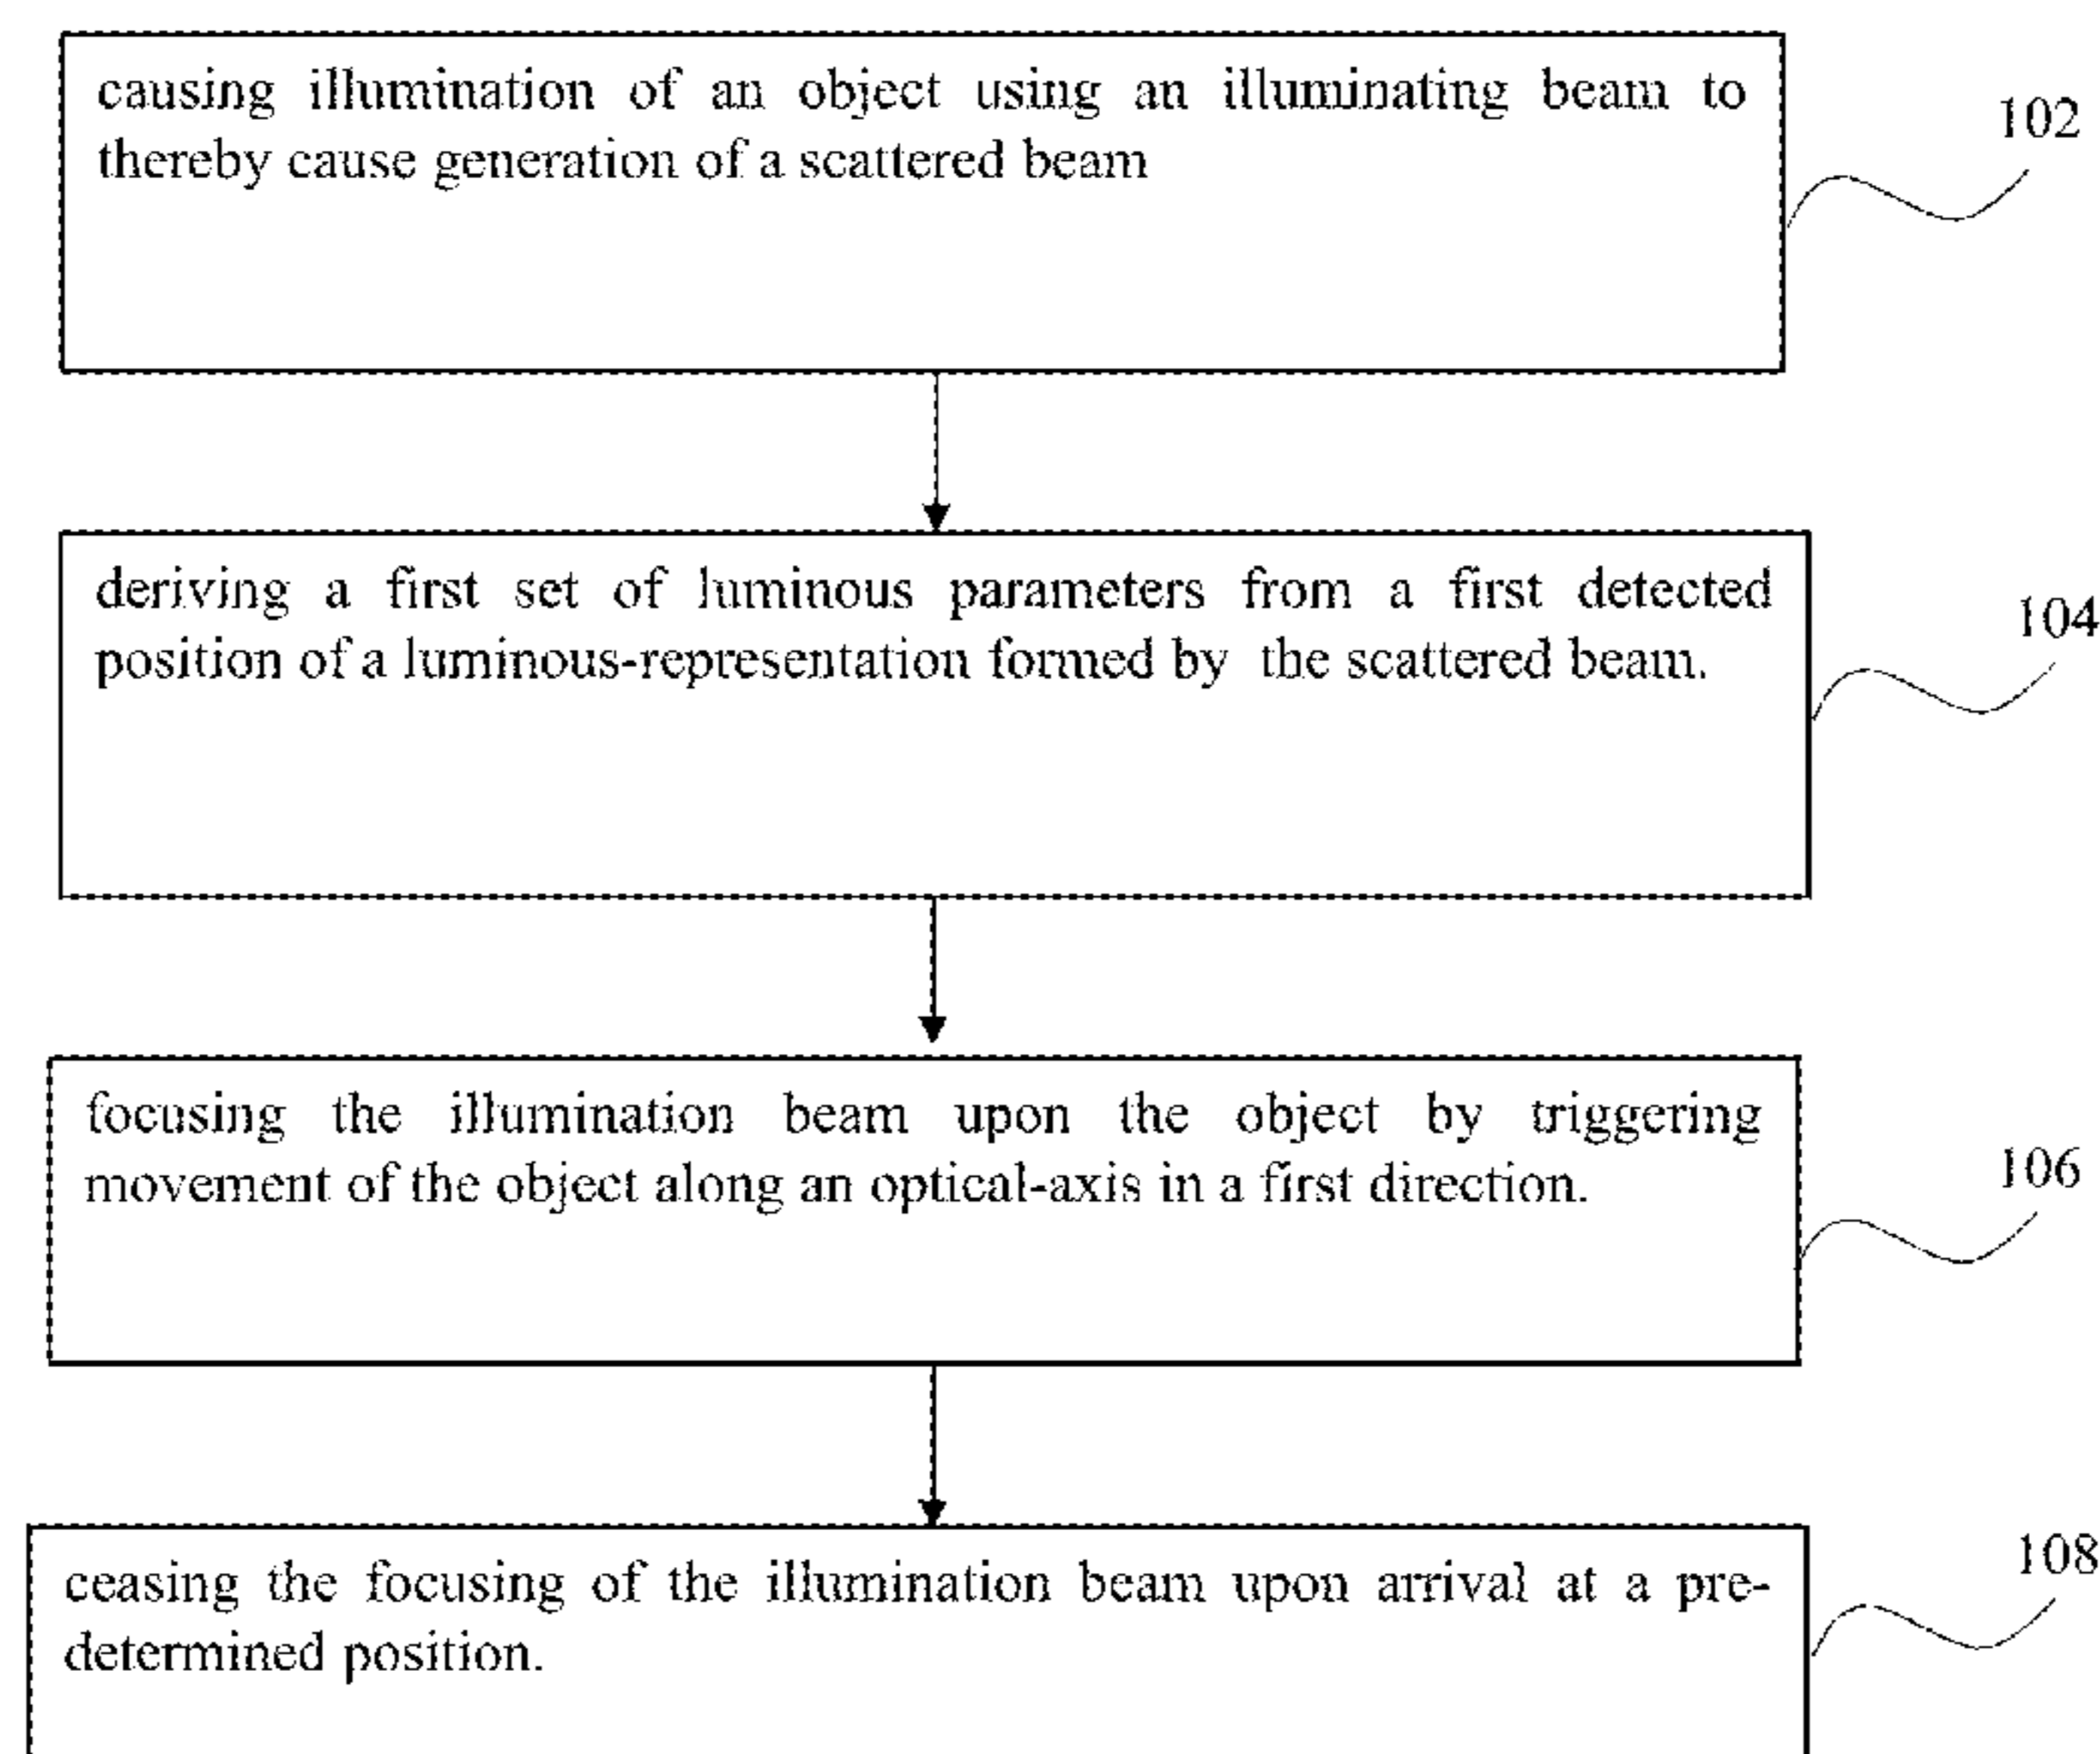 causing illumination of an object using an illuminating beam to
thereby cause generation of a scattered beam
102
deriving a first set of luminous parameters from a first detected
position of a luminous-representation formed by the scattered beam.
104
focusing the illumination beam upon the object by triggering
movement of the object along an optical-axis in a first direction.
106
ceasing the focusing of the illumination beam upon arrival at a pre-
determined position.
108